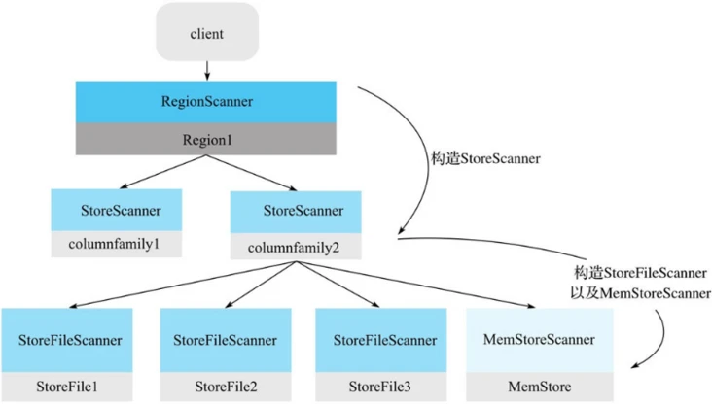 client
RegionScanner
Region1
构造StoreScanner
StoreScanner
StoreScanner
columnfamily1
columnfamily2
构造StoreFileScanner
以及MemStoreScanner
StoreFileScanner
StoreFileScanner
StoreFileScanner
MemStoreScanner
StoreFile1
StoreFile2
StoreFile3
MemStore